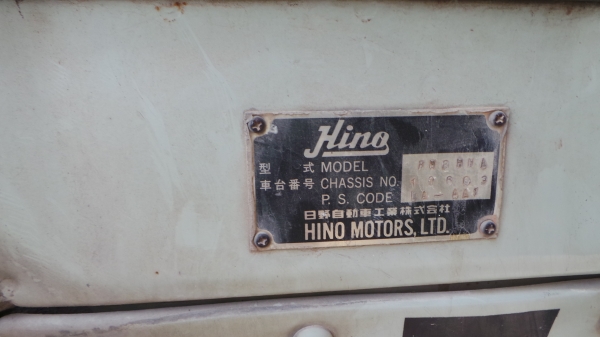 Hino
型式 MODEL
車台番号 CHASSIS NO.
P. S. CODE
日野自動車工業株式会社
HINO MOTORS, LTD.